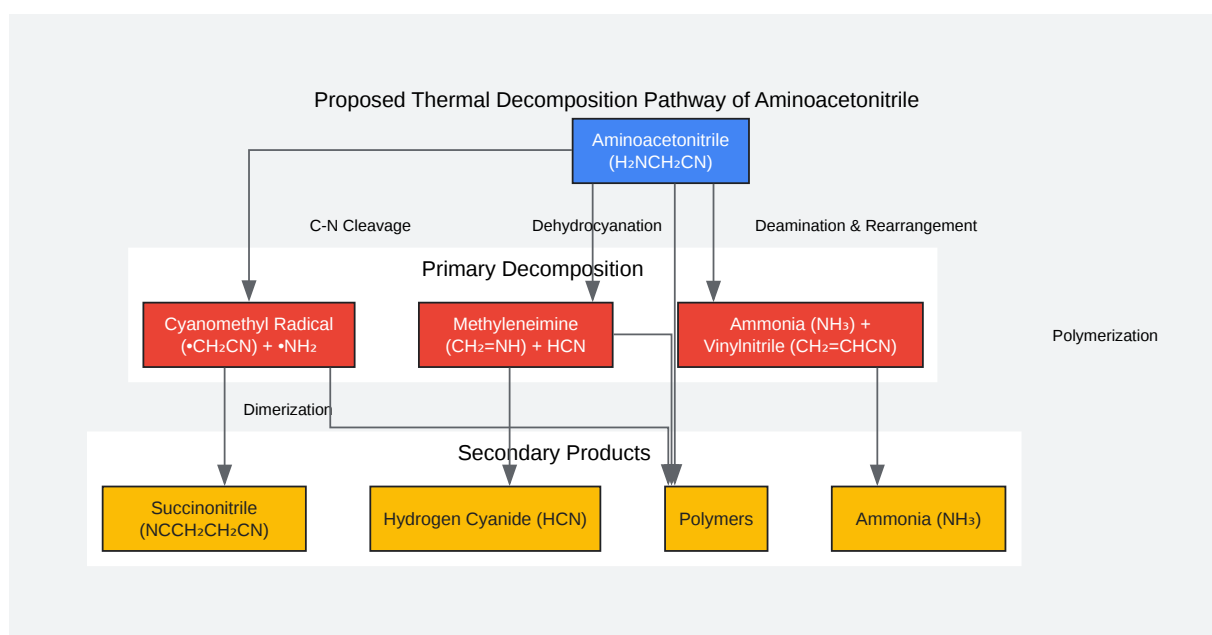 Proposed Thermal Decomposition Pathway of Aminoacetonitrile
Aminoacetonitrile
(H₂NCH₂CN)
C-N Cleavage
Dehydrocyanation
Deamination & Rearrangement
Primary Decomposition
Cyanomethyl Radical
(•CH₂CN) + •NH₂
Methyleneimine
(CH₂=NH) + HCN
Ammonia (NH₃) +
Vinylnitrile (CH₂=CHCN)
Polymerization
Dimerization
Secondary Products
Succinonitrile
(NCCH₂CH₂CN)
Hydrogen Cyanide (HCN)
Polymers
Ammonia (NH₃)